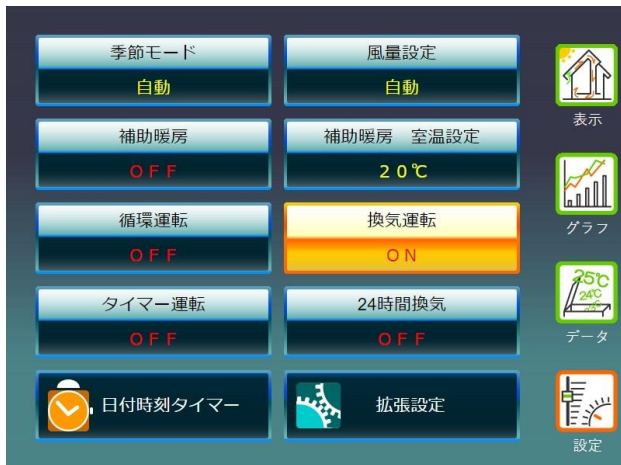 季節モード
自動
風量設定
自動
補助暖房
ＯＦＦ
補助暖房　室温設定
２０℃
循環運転
ＯＦＦ
換気運転
ＯＮ
タイマー運転
ＯＦＦ
24時間換気
ＯＦＦ
日付時刻タイマー
拡張設定
表示
グラフ
25℃
24℃
データ
設定